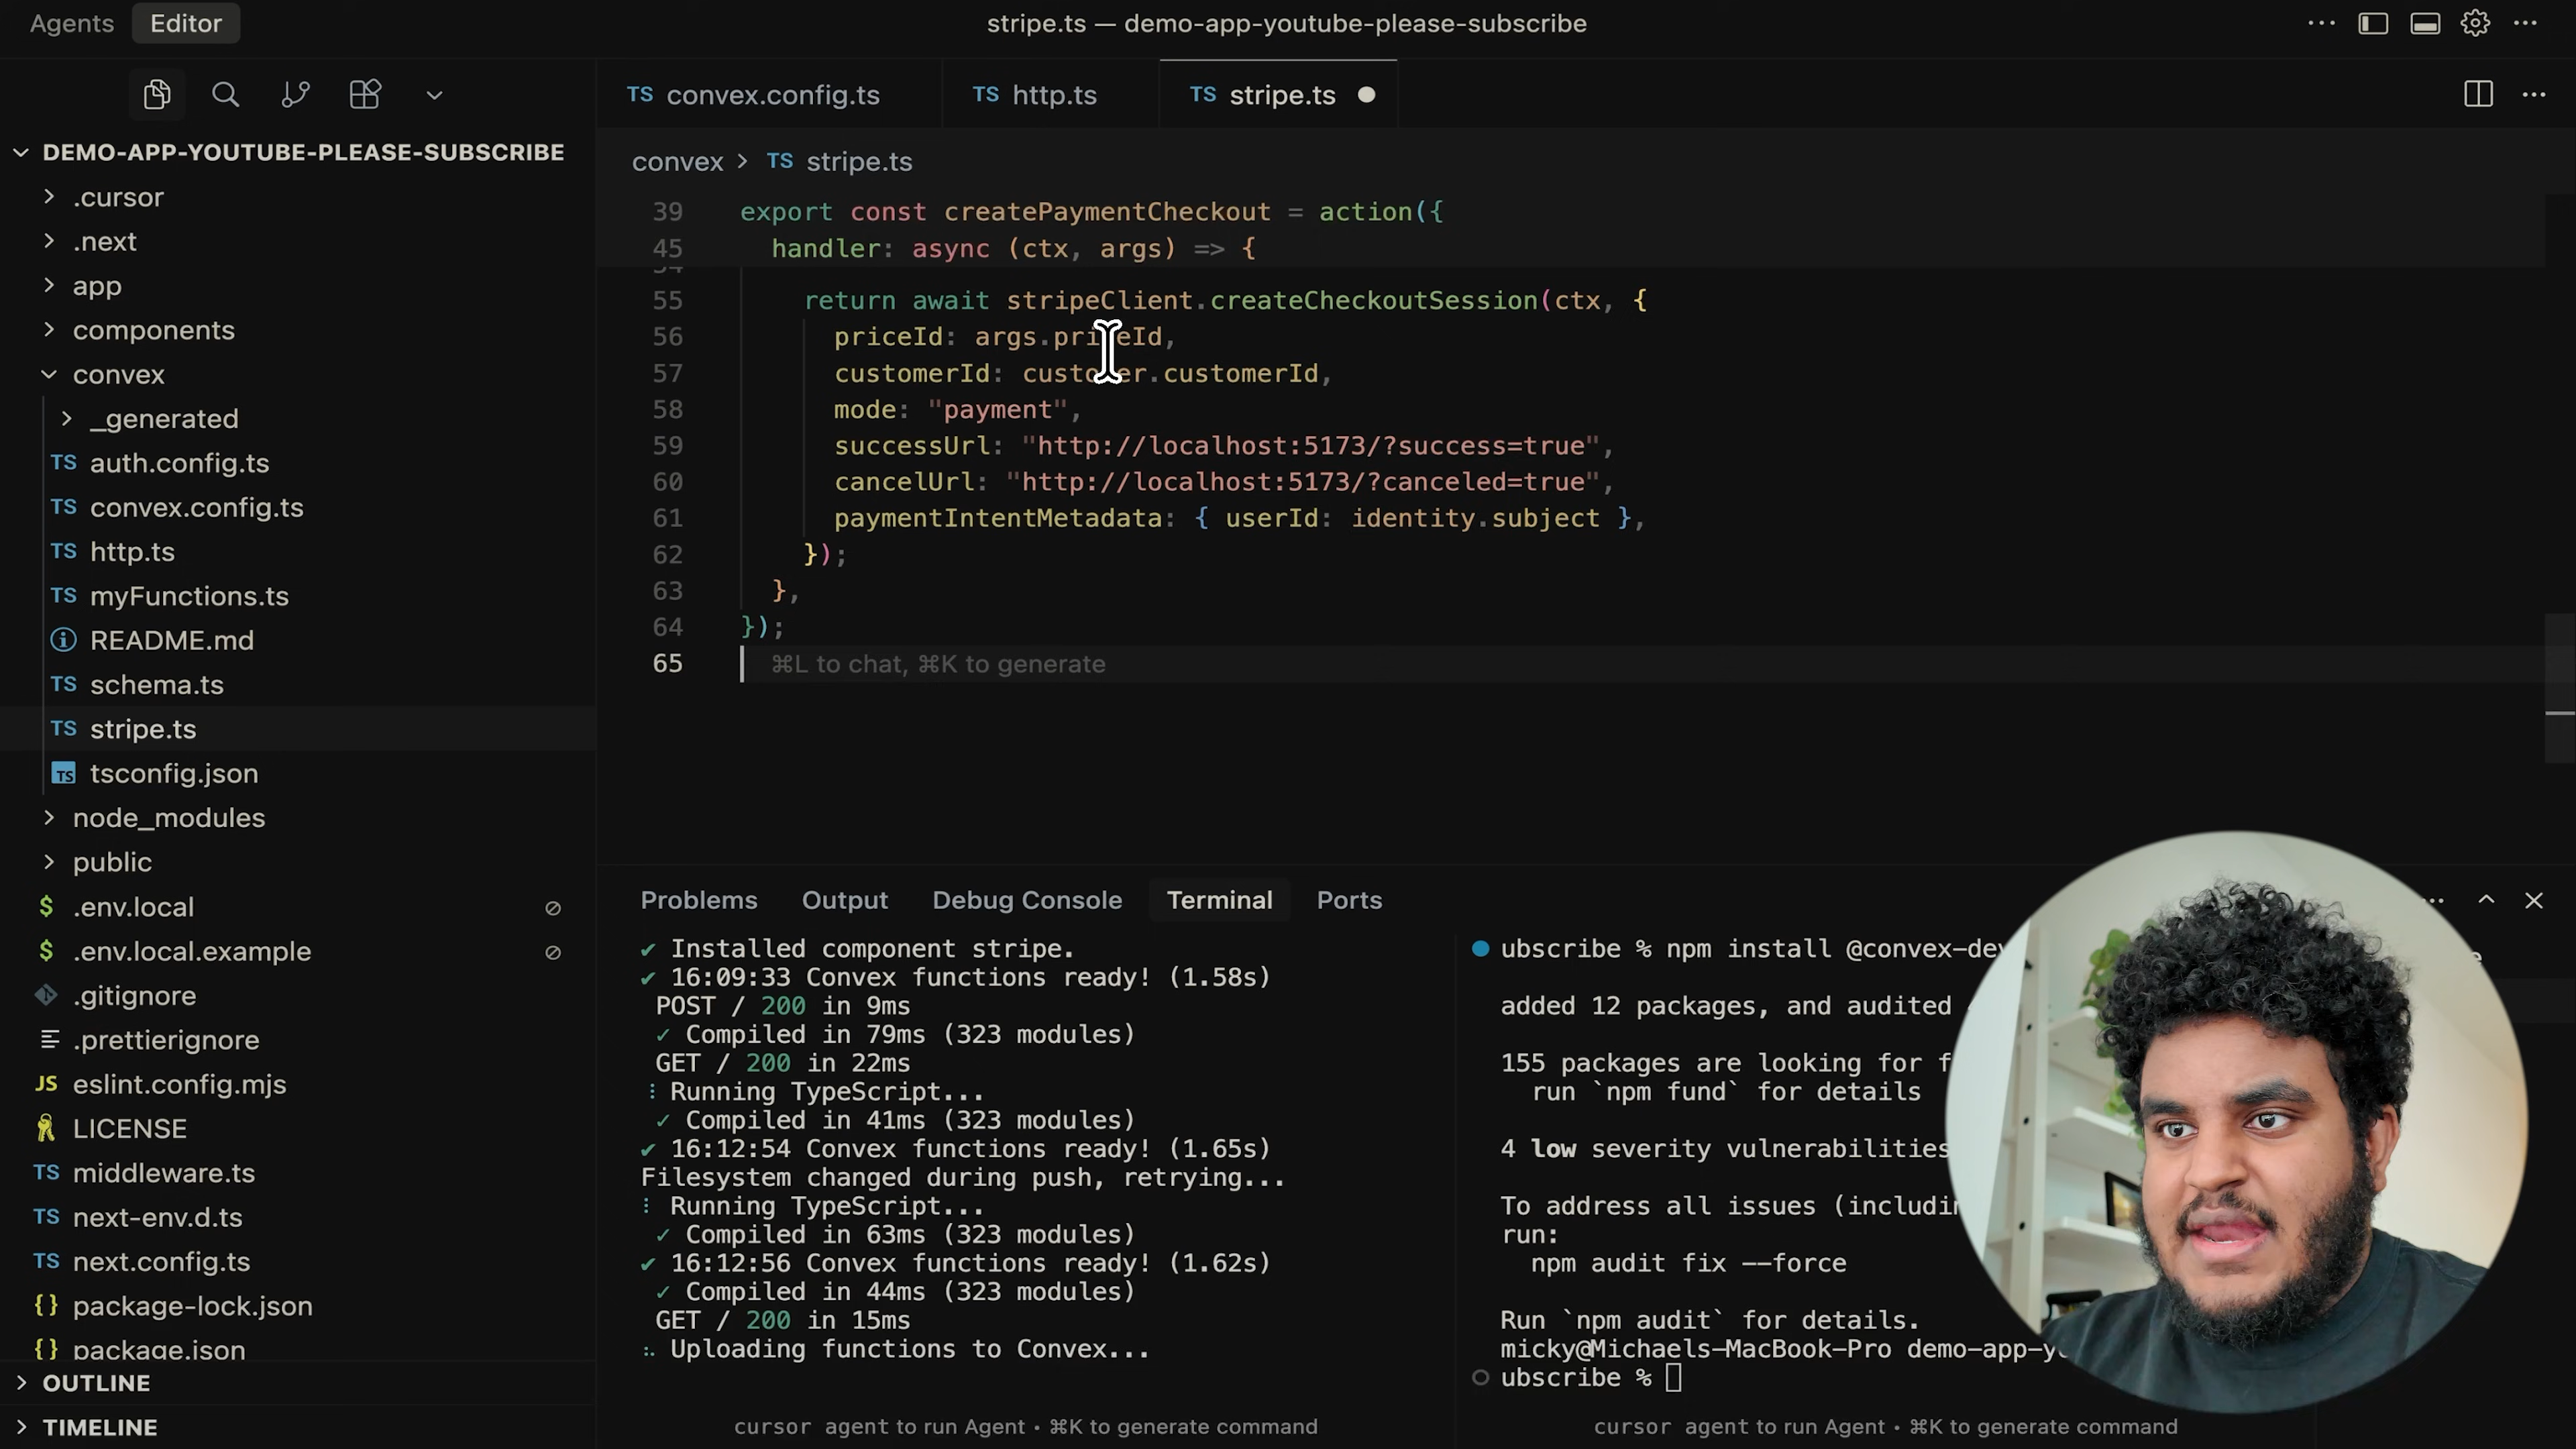 Agents Editor
stripe.ts — demo-app-youtube-please-subscribe
DEMO-APP-YOUTUBE-PLEASE-SUBSCRIBE
.cursor
.next
app
components
convex
_generated
TS auth.config.ts
TS convex.config.ts
TS http.ts
TS myFunctions.ts
README.md
TS schema.ts
TS stripe.ts
TS tsconfig.json
node_modules
public
$ .env.local
$ .env.local.example
.gitignore
.prettierignore
JS eslint.config.mjs
LICENSE
TS middleware.ts
TS next-env.d.ts
TS next.config.ts
{} package-lock.json
{} package.json
OUTLINE
TIMELINE
TS convex.config.ts TS http.ts TS stripe.ts
convex > TS stripe.ts
39 export const createPaymentCheckout = action({
45 handler: async (ctx, args) => {
54
55 return await stripeClient.createCheckoutSession(ctx, {
56 priceId: args.priceId,
57 customerId: customer.customerId,
58 mode: "payment",
59 successUrl: "http://localhost:5173/?success=true",
60 cancelUrl: "http://localhost:5173/?canceled=true",
61 paymentIntentMetadata: { userId: identity.subject },
62 });
63 },
64 });
65 ⌘L to chat, ⌘K to generate
Problems Output Debug Console Terminal Ports
✔ Installed component stripe.
✔ 16:09:33 Convex functions ready! (1.58s)
POST / 200 in 9ms
✓ Compiled in 79ms (323 modules)
GET / 200 in 22ms
Running TypeScript...
✓ Compiled in 41ms (323 modules)
✔ 16:12:54 Convex functions ready! (1.65s)
Filesystem changed during push, retrying...
Running TypeScript...
✓ Compiled in 63ms (323 modules)
✔ 16:12:56 Convex functions ready! (1.62s)
✓ Compiled in 44ms (323 modules)
GET / 200 in 15ms
Uploading functions to Convex...
cursor agent to run Agent • ⌘K to generate command
ubscribe % npm install @convex-dev
added 12 packages, and audited
155 packages are looking for f
run `npm fund` for details
4 low severity vulnerabilities
To address all issues (includin
run:
npm audit fix --force
Run `npm audit` for details.
micky@Michaels-MacBook-Pro demo-app-yo
ubscribe %
cursor agent to run Agent • ⌘K to generate command